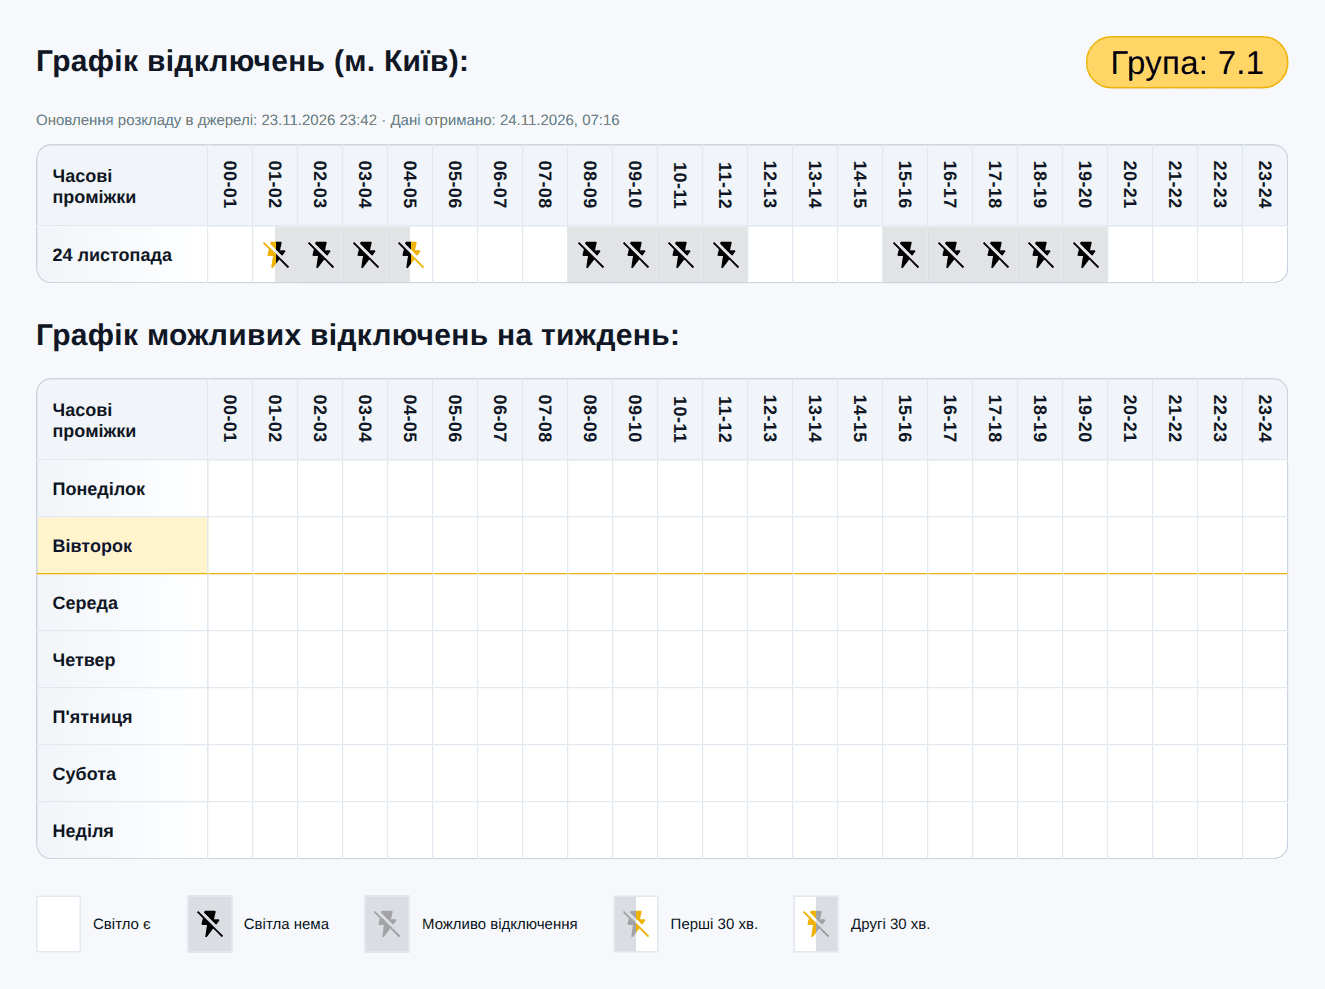 Графік відключень (м. Київ):
Група: 7.1
Оновлення розкладу в джерелі: 23.11.2026 23:42 · Дані отримано: 24.11.2026, 07:16
Часові
проміжки
00-01 01-02 02-03 03-04 04-05 05-06 06-07 07-08 08-09 09-10 10-11 11-12 12-13 13-14 14-15 15-16 16-17 17-18 18-19 19-20 20-21 21-22 22-23 23-24
24 листопада
Графік можливих відключень на тиждень:
Часові
проміжки
00-01 01-02 02-03 03-04 04-05 05-06 06-07 07-08 08-09 09-10 10-11 11-12 12-13 13-14 14-15 15-16 16-17 17-18 18-19 19-20 20-21 21-22 22-23 23-24
Понеділок
Вівторок
Середа
Четвер
П'ятниця
Субота
Неділя
Світло є Світла нема Можливо відключення Перші 30 хв. Другі 30 хв.